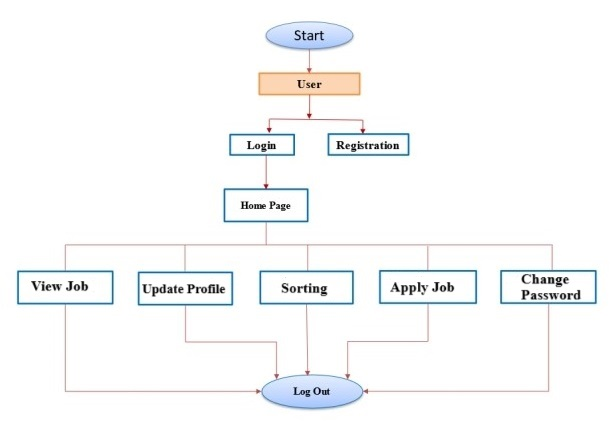 Start
User
Login
Registration
Home Page
View Job
Update Profile
Sorting
Apply Job
Change
Password
Log Out